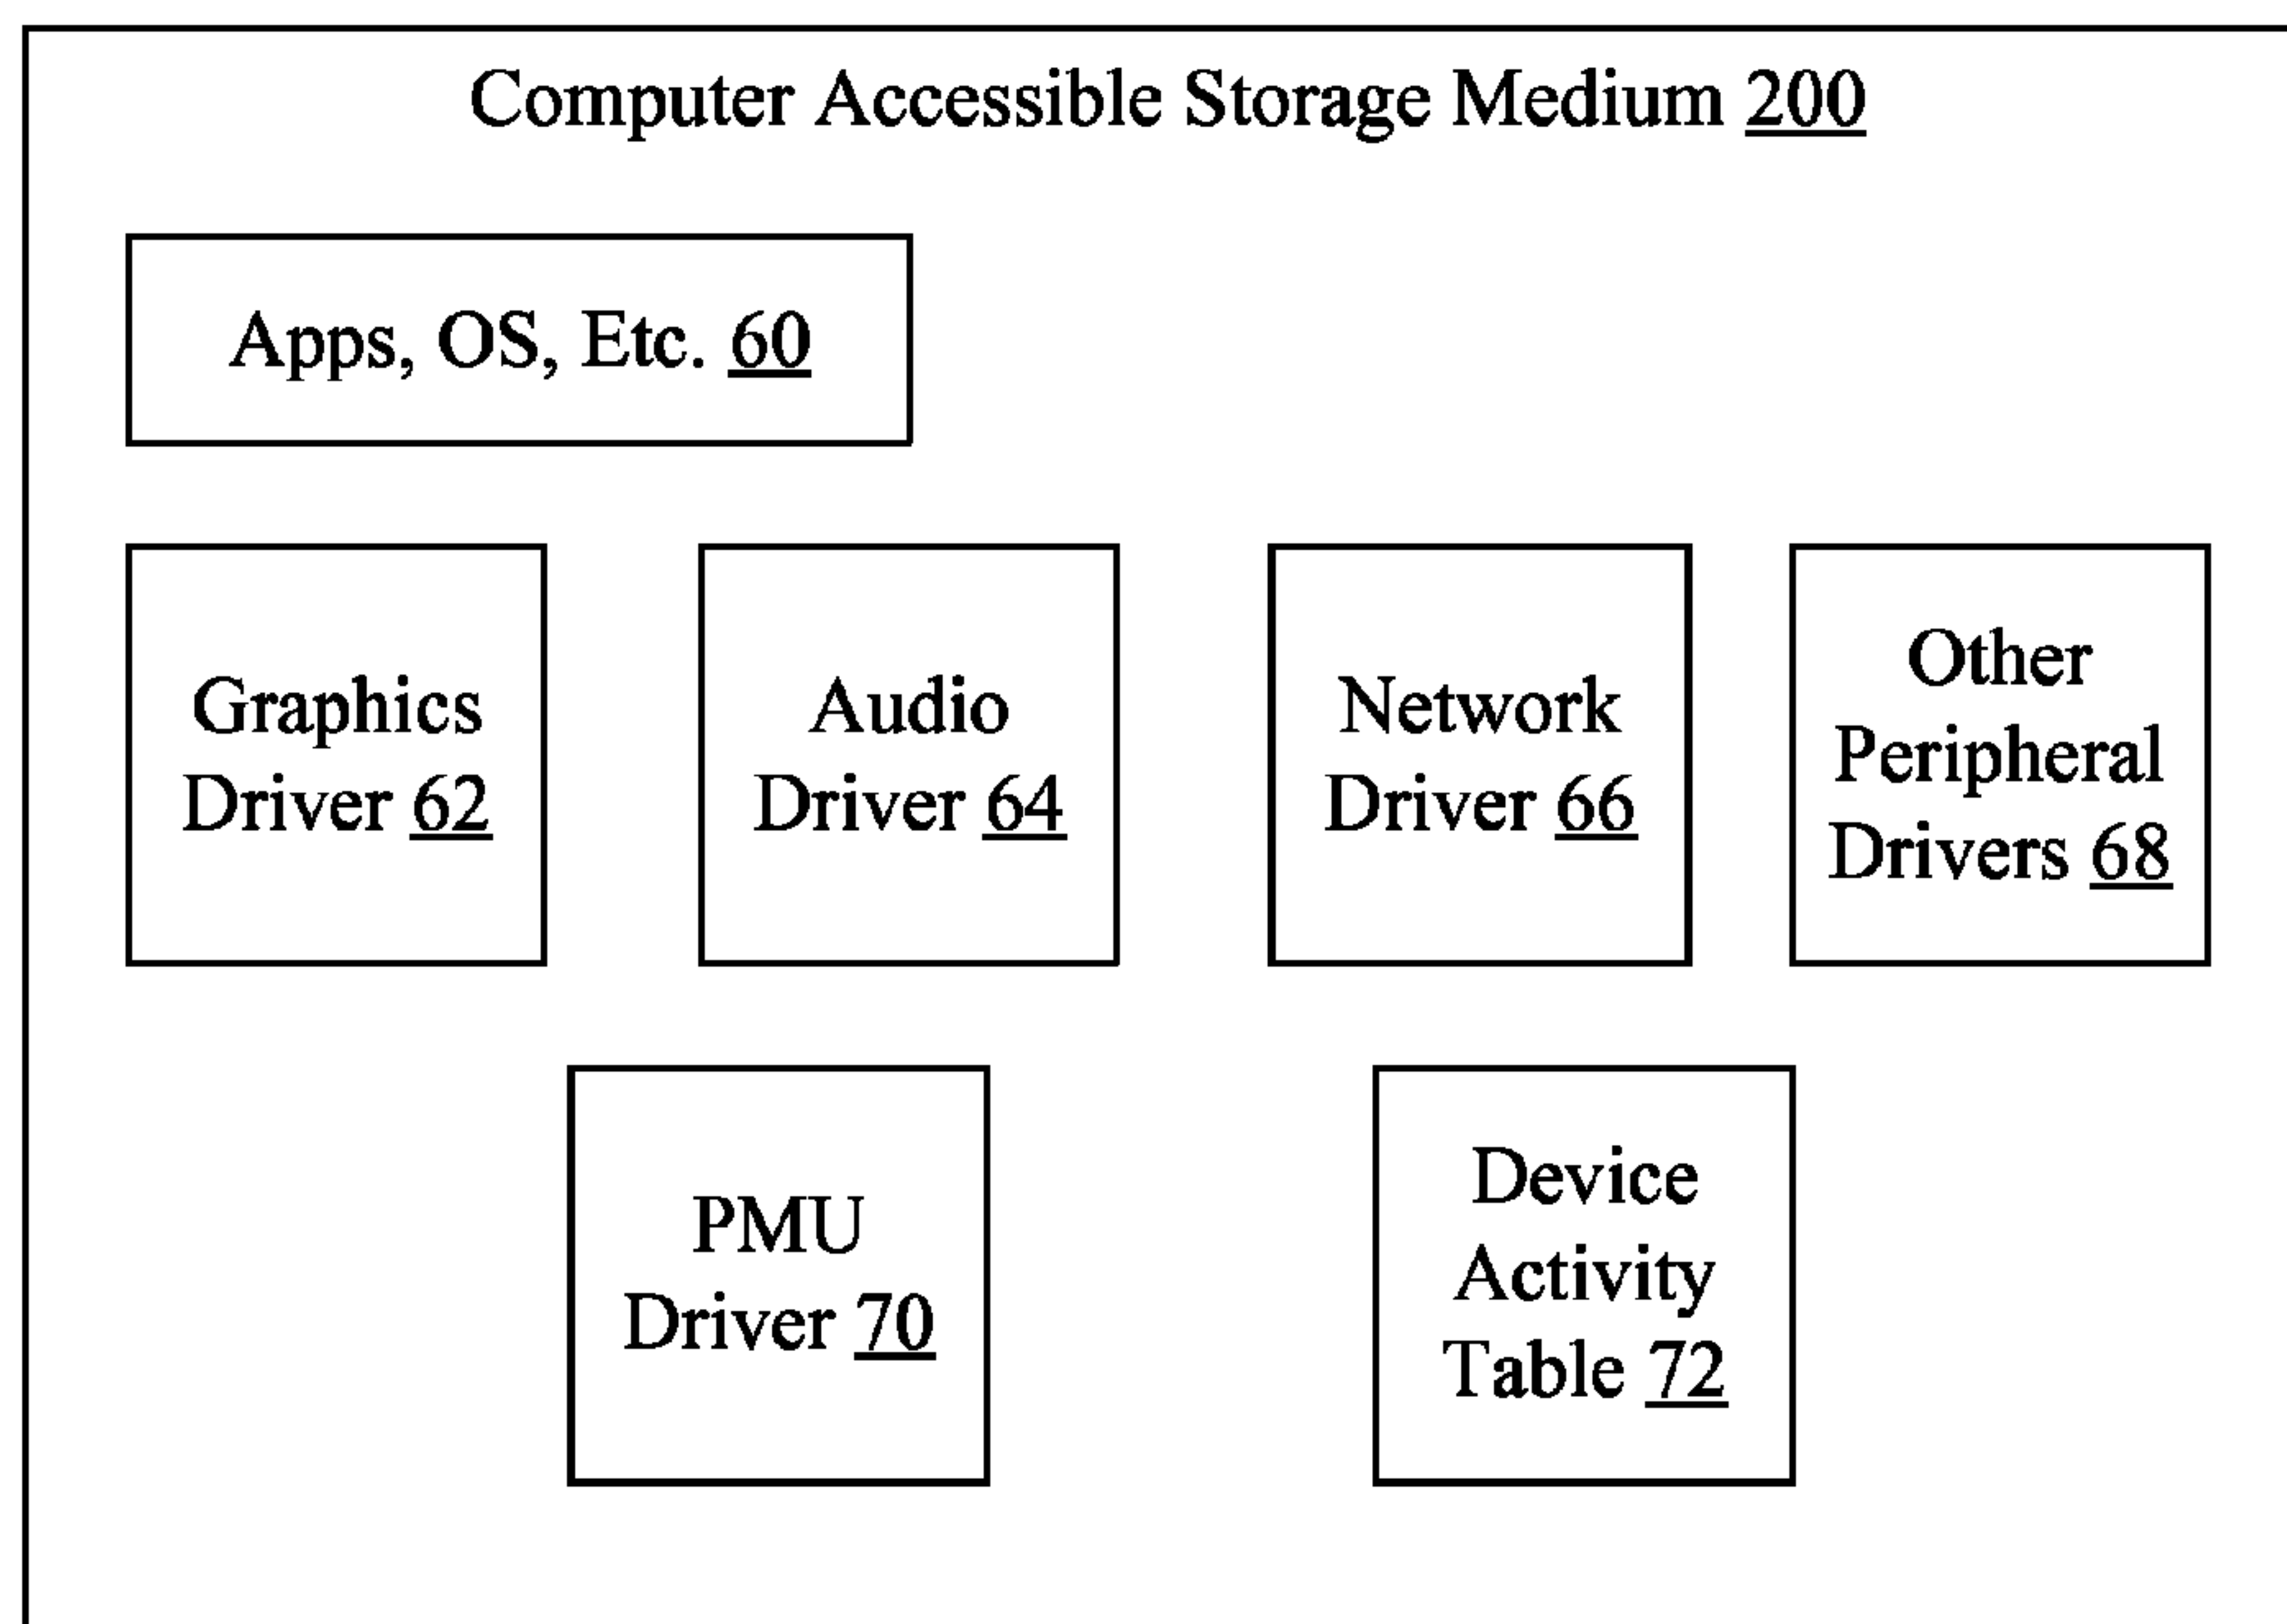 Computer Accessible Storage Medium 200
Apps, OS, Etc. 60
Graphics
Driver 62
Audio
Driver 64
Network
Driver 66
Other
Peripheral
Drivers 68
PMU
Driver 70
Device
Activity
Table 72